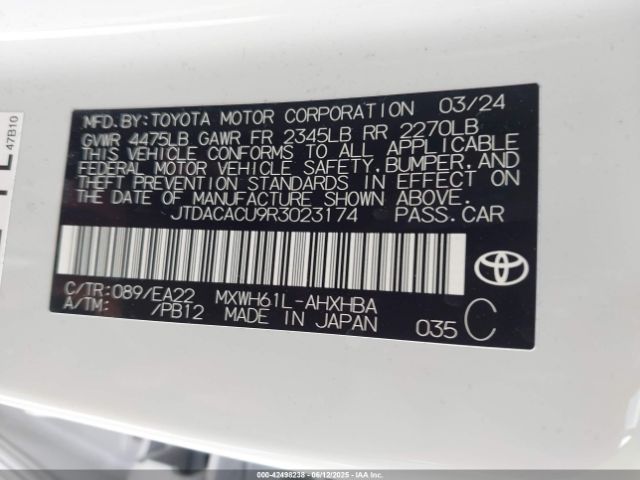 MFD.BY:TOYOTA MOTOR CORPORATION 03/24
GVWR 4475LB GAWR FR 2345LB RR 2270LB
THIS VEHICLE CONFORMS TO ALL APPLICABLE
FEDERAL MOTOR VEHICLE SAFETY,BUMPER,AND
THEFT PREVENTION STANDARDS IN EFFECT ON
THE DATE OF MANUFACTURE SHOWN ABOVE.
JTDACACU9R3023174 PASS.CAR
C/TR:089/EA22 MXWH61L-AHXHBA
A/TM: /PB12 MADE IN JAPAN 035 C
47B10
000-42498238 - 06/12/2025 - IAA